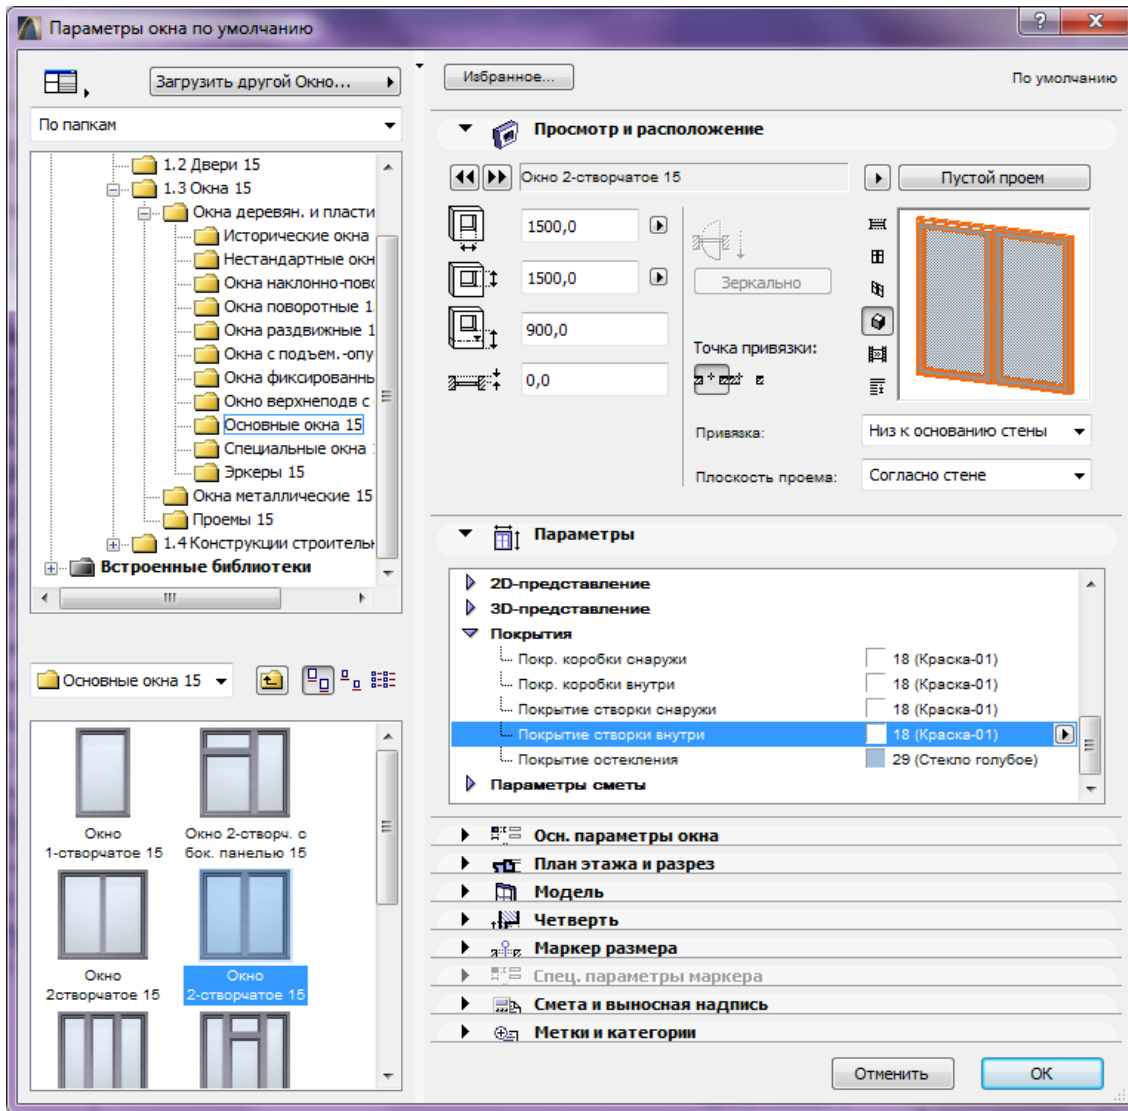 Параметры окна по умолчанию
Загрузить другой Окно...
По папкам
1.2 Двери 15
1.3 Окна 15
Окна деревян. и пласти
Исторические окна
Нестандартные окн
Окна наклонно-пово
Окна поворотные 1
Окна раздвижные 1
Окна с подъем.-опу
Окна фиксированнь
Окно верхнеподв с
Основные окна 15
Специальные окна
Эркеры 15
Окна металлические 15
Проемы 15
1.4 Конструкции строительн
Встроенные библиотеки
Основные окна 15
Окно
1-створчатое 15
Окно 2-створч. с
бок. панелью 15
Окно
2створчатое 15
Окно
2-створчатое 15
Избранное...
По умолчанию
Просмотр и расположение
Окно 2-створчатое 15
Пустой проем
1500,0
1500,0
900,0
0,0
Зеркально
Точка привязки:
Привязка:
Низ к основанию стены
Плоскость проема:
Согласно стене
Параметры
2D-представление
3D-представление
Покрытия
Покр. коробки снаружи
18 (Краска-01)
Покр. коробки внутри
18 (Краска-01)
Покрытие створки снаружи
18 (Краска-01)
Покрытие створки внутри
18 (Краска-01)
Покрытие остекления
29 (Стекло голубое)
Параметры сметы
Осн. параметры окна
План этажа и разрез
Модель
Четверть
Маркер размера
Спец. параметры маркера
Смета и выносная надпись
Метки и категории
Отменить
OK